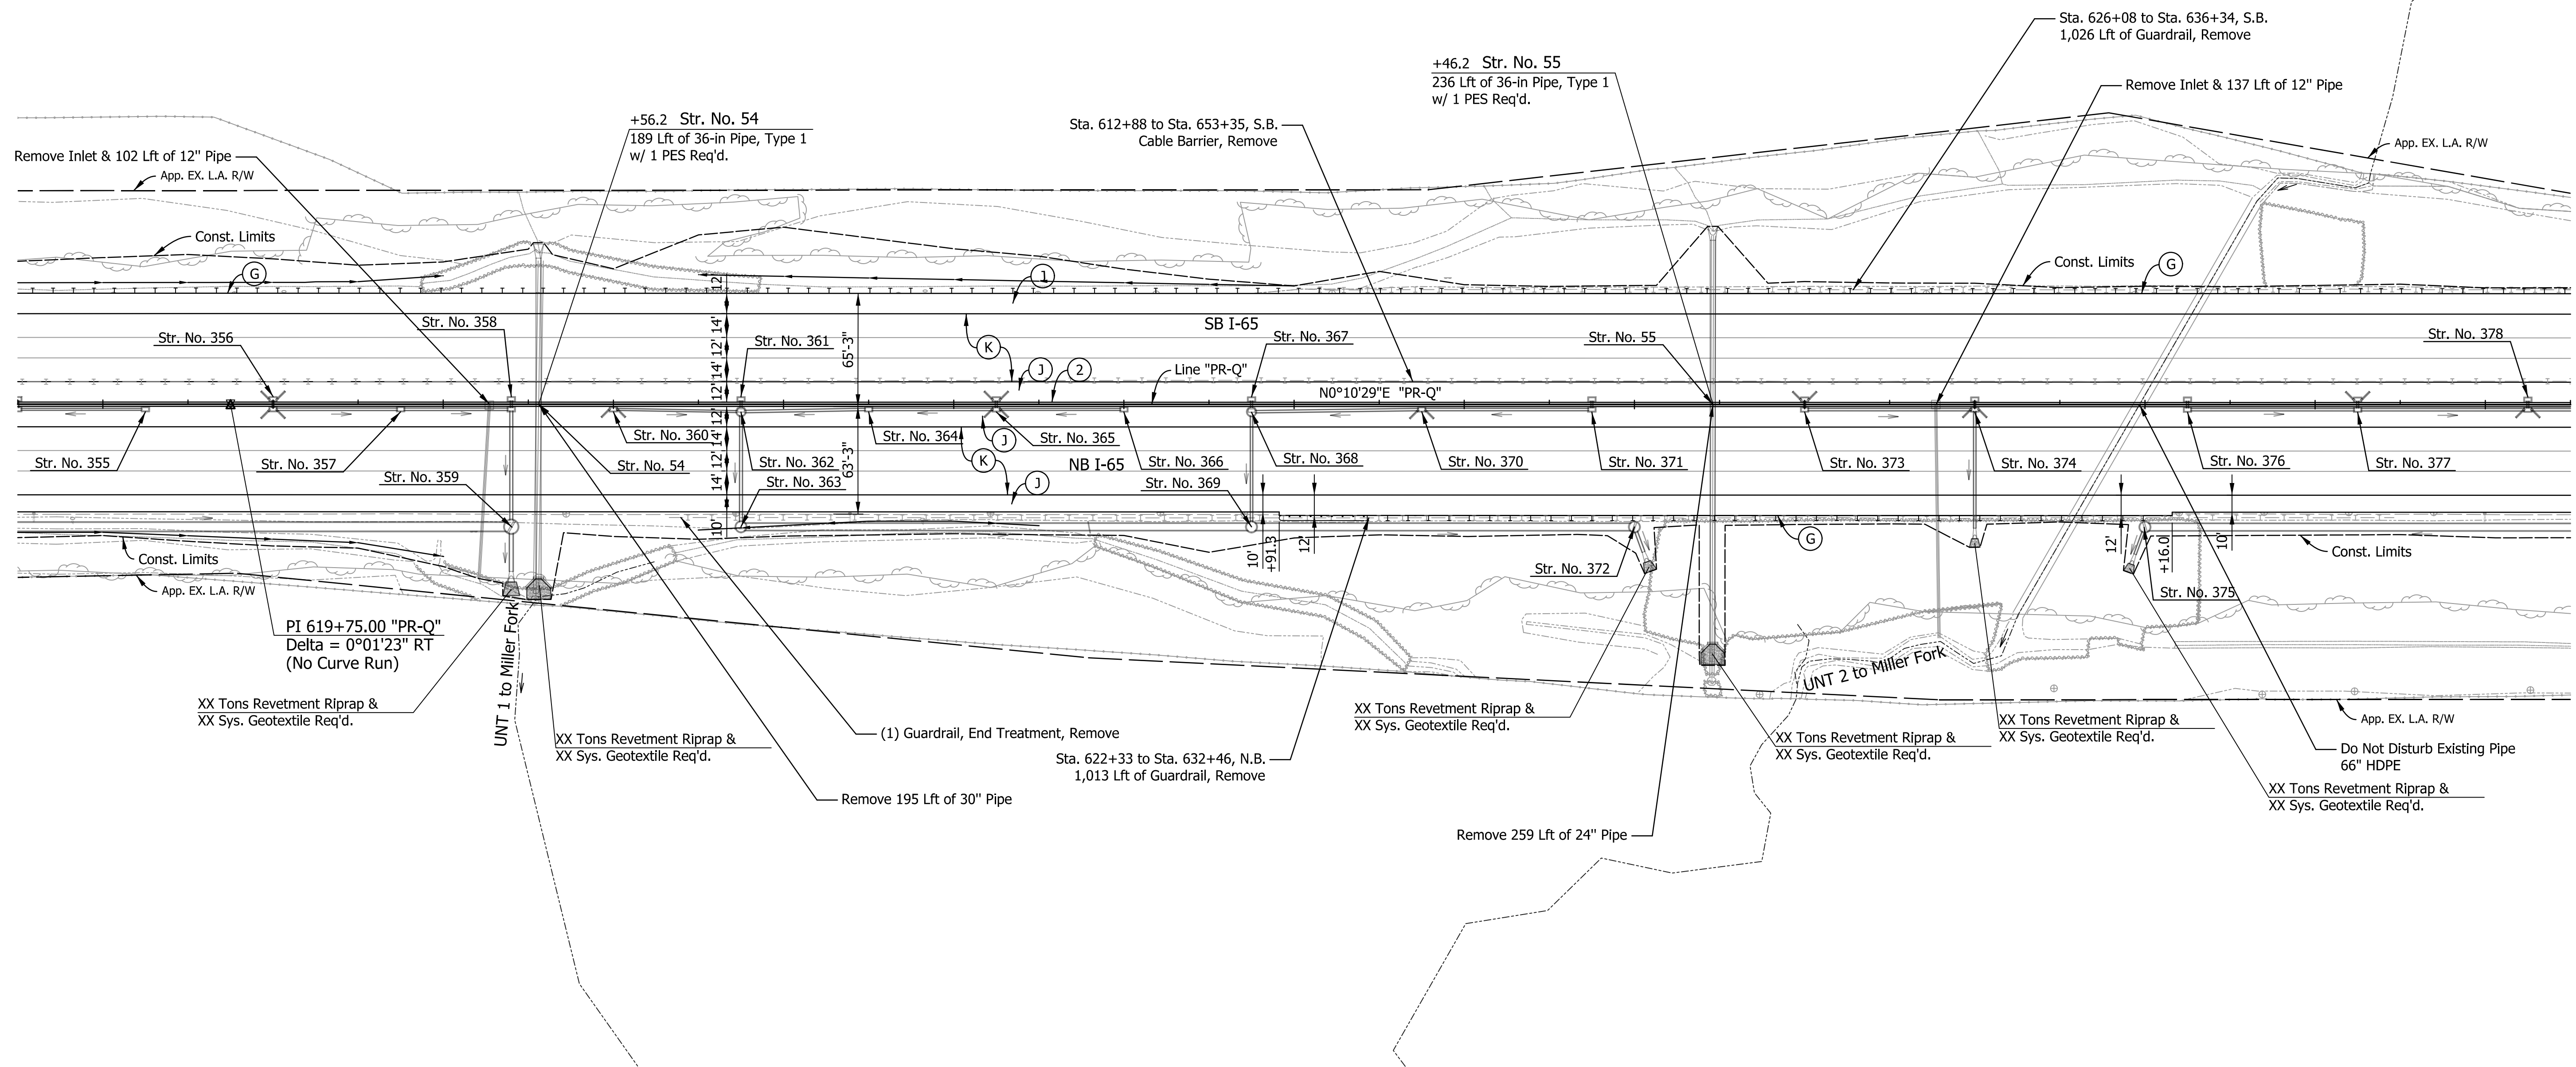 Sta. 626+08 to Sta. 636+34, S.B.
1,026 Lft of Guardrail, Remove
+46.2 Str. No. 55
236 Lft of 36-in Pipe, Type 1
w/ 1 PES Req'd.
Remove Inlet & 137 Lft of 12" Pipe
+56.2 Str. No. 54
189 Lft of 36-in Pipe, Type 1
w/ 1 PES Req'd.
Sta. 612+88 to Sta. 653+35, S.B.
Cable Barrier, Remove
Remove Inlet & 102 Lft of 12" Pipe
App. EX. L.A. R/W
App. EX. L.A. R/W
Const. Limits
Const. Limits
G
1
G
12'
SB I-65
14'
12'
14'
12'
65'-3"
Str. No. 356
Str. No. 358
Str. No. 361
K
Str. No. 367
Str. No. 55
Str. No. 378
J
2
Line "PR-Q"
N0°10'29"E "PR-Q"
12'
14'
12'
14'
10'
63'-3"
Str. No. 355
Str. No. 357
Str. No. 360
Str. No. 54
Str. No. 362
Str. No. 364
J
Str. No. 365
K
NB I-65
Str. No. 366
Str. No. 368
Str. No. 370
Str. No. 371
Str. No. 373
Str. No. 374
Str. No. 376
Str. No. 377
Str. No. 359
Str. No. 363
J
Str. No. 369
G
Const. Limits
App. EX. L.A. R/W
10'
+91.3
12'
Str. No. 372
12'
+16.0
10'
Const. Limits
Str. No. 375
PI 619+75.00 "PR-Q"
Delta = 0°01'23" RT
(No Curve Run)
UNT 1 to Miller Fork
UNT 2 to Miller Fork
XX Tons Revetment Riprap &
XX Sys. Geotextile Req'd.
XX Tons Revetment Riprap &
XX Sys. Geotextile Req'd.
(1) Guardrail, End Treatment, Remove
Sta. 622+33 to Sta. 632+46, N.B.
1,013 Lft of Guardrail, Remove
XX Tons Revetment Riprap &
XX Sys. Geotextile Req'd.
XX Tons Revetment Riprap &
XX Sys. Geotextile Req'd.
XX Tons Revetment Riprap &
XX Sys. Geotextile Req'd.
App. EX. L.A. R/W
Do Not Disturb Existing Pipe
66" HDPE
XX Tons Revetment Riprap &
XX Sys. Geotextile Req'd.
Remove 195 Lft of 30" Pipe
Remove 259 Lft of 24" Pipe